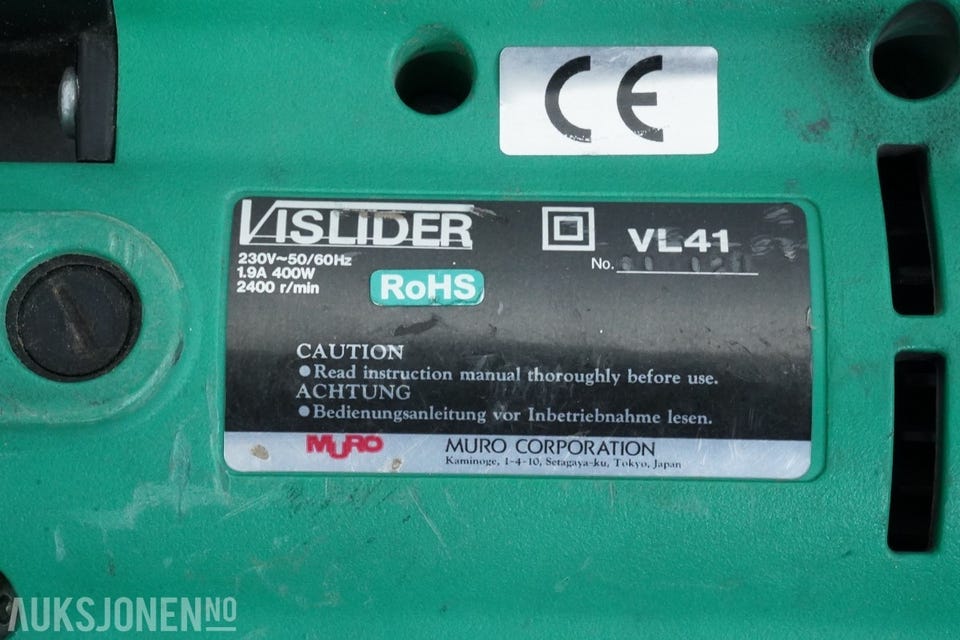 CE
VISLIDER
VL41
230V~50/60Hz
1.9A 400W
2400 r/min
No.
RoHS
CAUTION
●Read instruction manual thoroughly before use.
ACHTUNG
●Bedienungsanleitung vor Inbetriebnahme lesen.
MURO MURO CORPORATION
Kaminoge, 1-4-10, Setagaya-ku, Tokyo, Japan
AUKSJONEN.NO